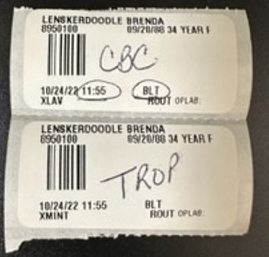 LENSKERDOODLE BRENDA
8950100 09/20/88 34 YEAR F
CBC
10/24/22 11:55 BLT
XLAV ROUT OPLAB:
LENSKERDOODLE BRENDA
8950100 09/20/88 34 YEAR F
TROP
10/24/22 11:55 BLT
XMINT ROUT OPLAB: